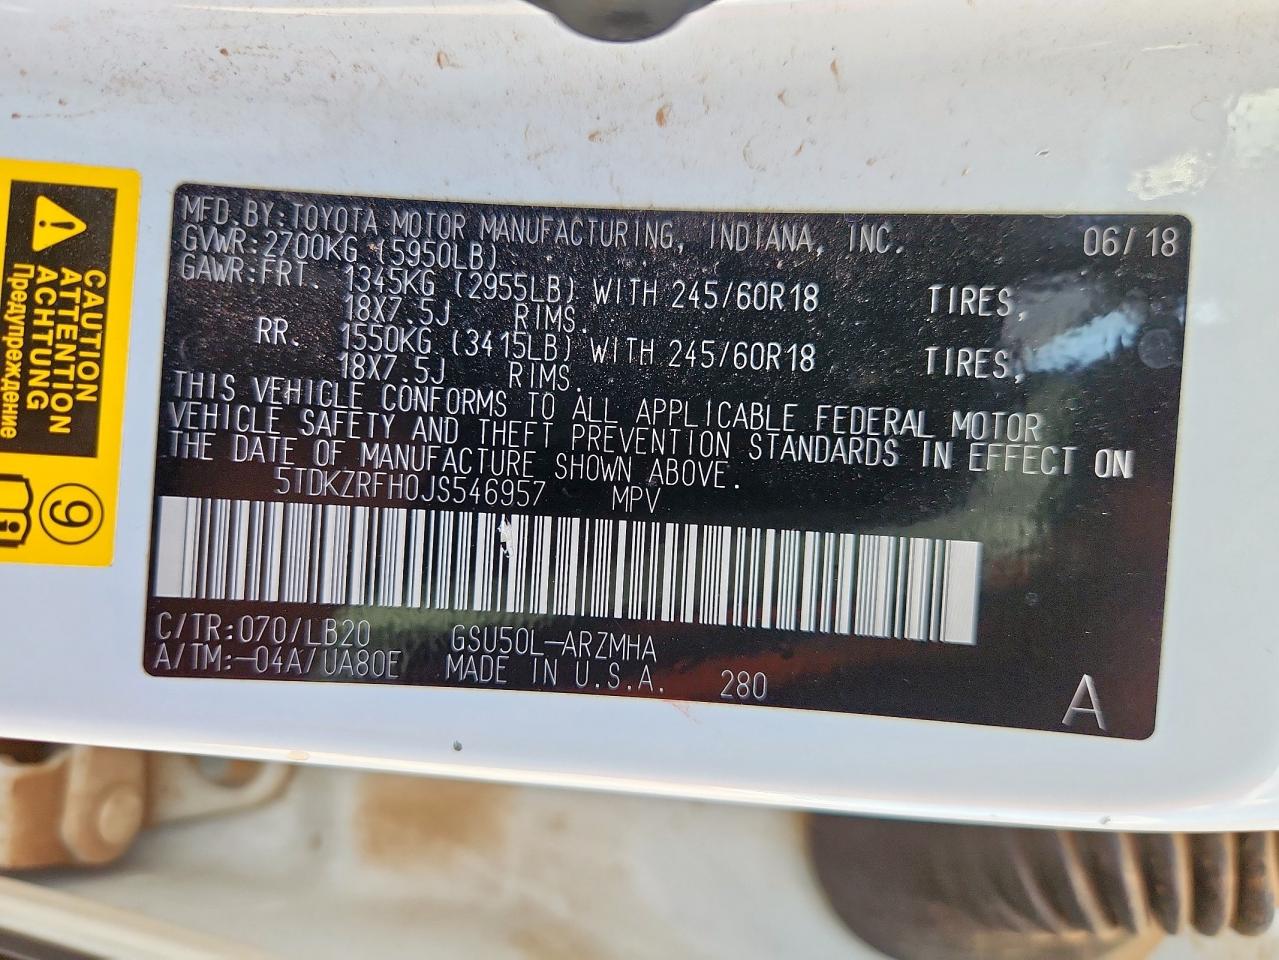 MFD.BY:TOYOTA MOTOR MANUFACTURING, INDIANA, INC. 06/18
GVWR:2700KG (5950LB)
GAWR:FRT. 1345KG (2955LB) WITH 245/60R18 TIRES,
18X7.5J RIMS.
RR. 1550KG (3415LB) WITH 245/60R18 TIRES,
18X7.5J RIMS.
THIS VEHICLE CONFORMS TO ALL APPLICABLE FEDERAL MOTOR
VEHICLE SAFETY AND THEFT PREVENTION STANDARDS IN EFFECT ON
THE DATE OF MANUFACTURE SHOWN ABOVE.
5TDKZRFH0JS546957 MPV
C/TR:070/LB20 GSU50L-ARZMHA
A/TM:-04A/UA80E MADE IN U.S.A. 280
A
CAUTION
ATTENTION
ACHTUNG
Предупреждение
9